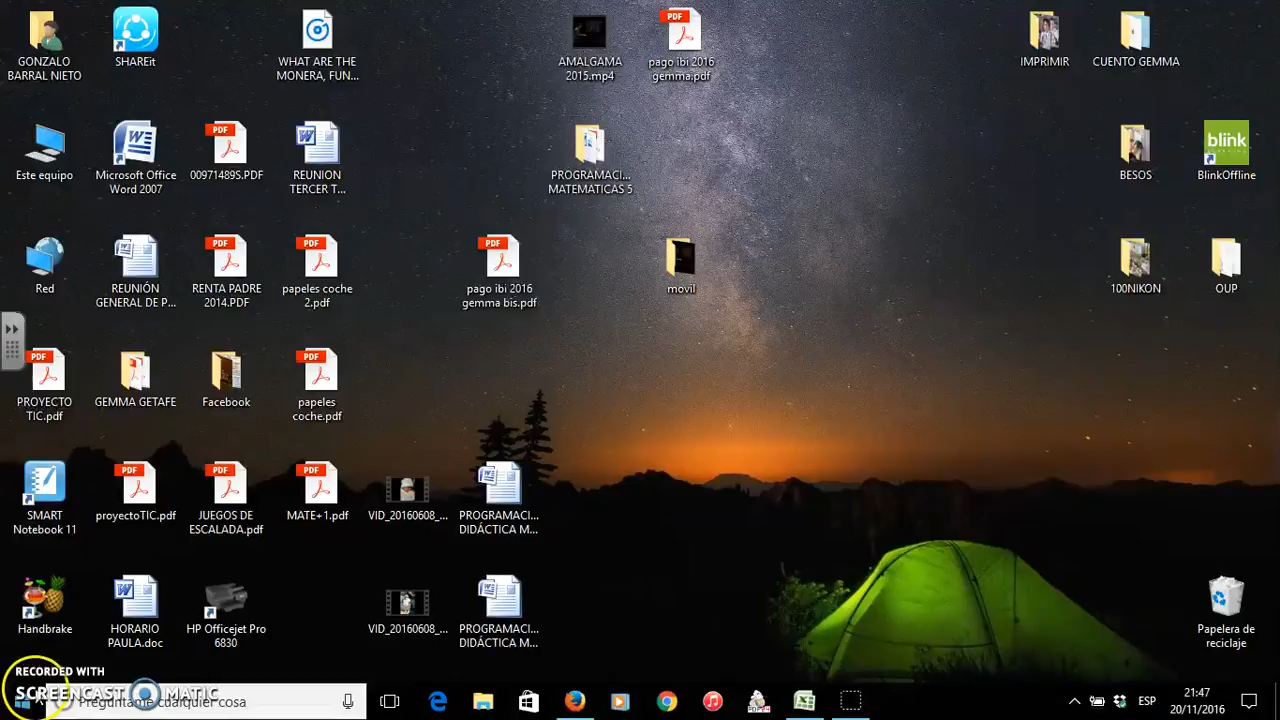 GONZALO
BARRAL NIETO
SHAREit
WHAT ARE THE
MONERA, FUN...
AMALGAMA
2015.mp4
PDF
pago ibi 2016
gemma.pdf
IMPRIMIR
CUENTO GEMMA
Este equipo
Microsoft Office
Word 2007
PDF
00971489S.PDF
REUNION
TERCER T...
PROGRAMACI...
MATEMATICAS 5
BESOS
blink
BlinkOffline
Red
REUNIÓN
GENERAL DE P...
PDF
RENTA PADRE
2014.PDF
PDF
papeles coche
2.pdf
PDF
pago ibi 2016
gemma bis.pdf
movil
100NIKON
OUP
PDF
PROYECTO
TIC.pdf
GEMMA GETAFE
Facebook
PDF
papeles
coche.pdf
SMART
Notebook 11
PDF
proyectoTIC.pdf
PDF
JUEGOS DE
ESCALADA.pdf
PDF
MATE+1.pdf
VID_20160608_...
PROGRAMACI...
DIDÁCTICA M...
Handbrake
HORARIO
PAULA.doc
HP Officejet Pro
6830
VID_20160608_...
PROGRAMACI...
DIDÁCTICA M...
Papelera de
reciclaje
RECORDED WITH
SCREENCAST MATIC
Pregúntame cualquier cosa
ESP
21:47
20/11/2016